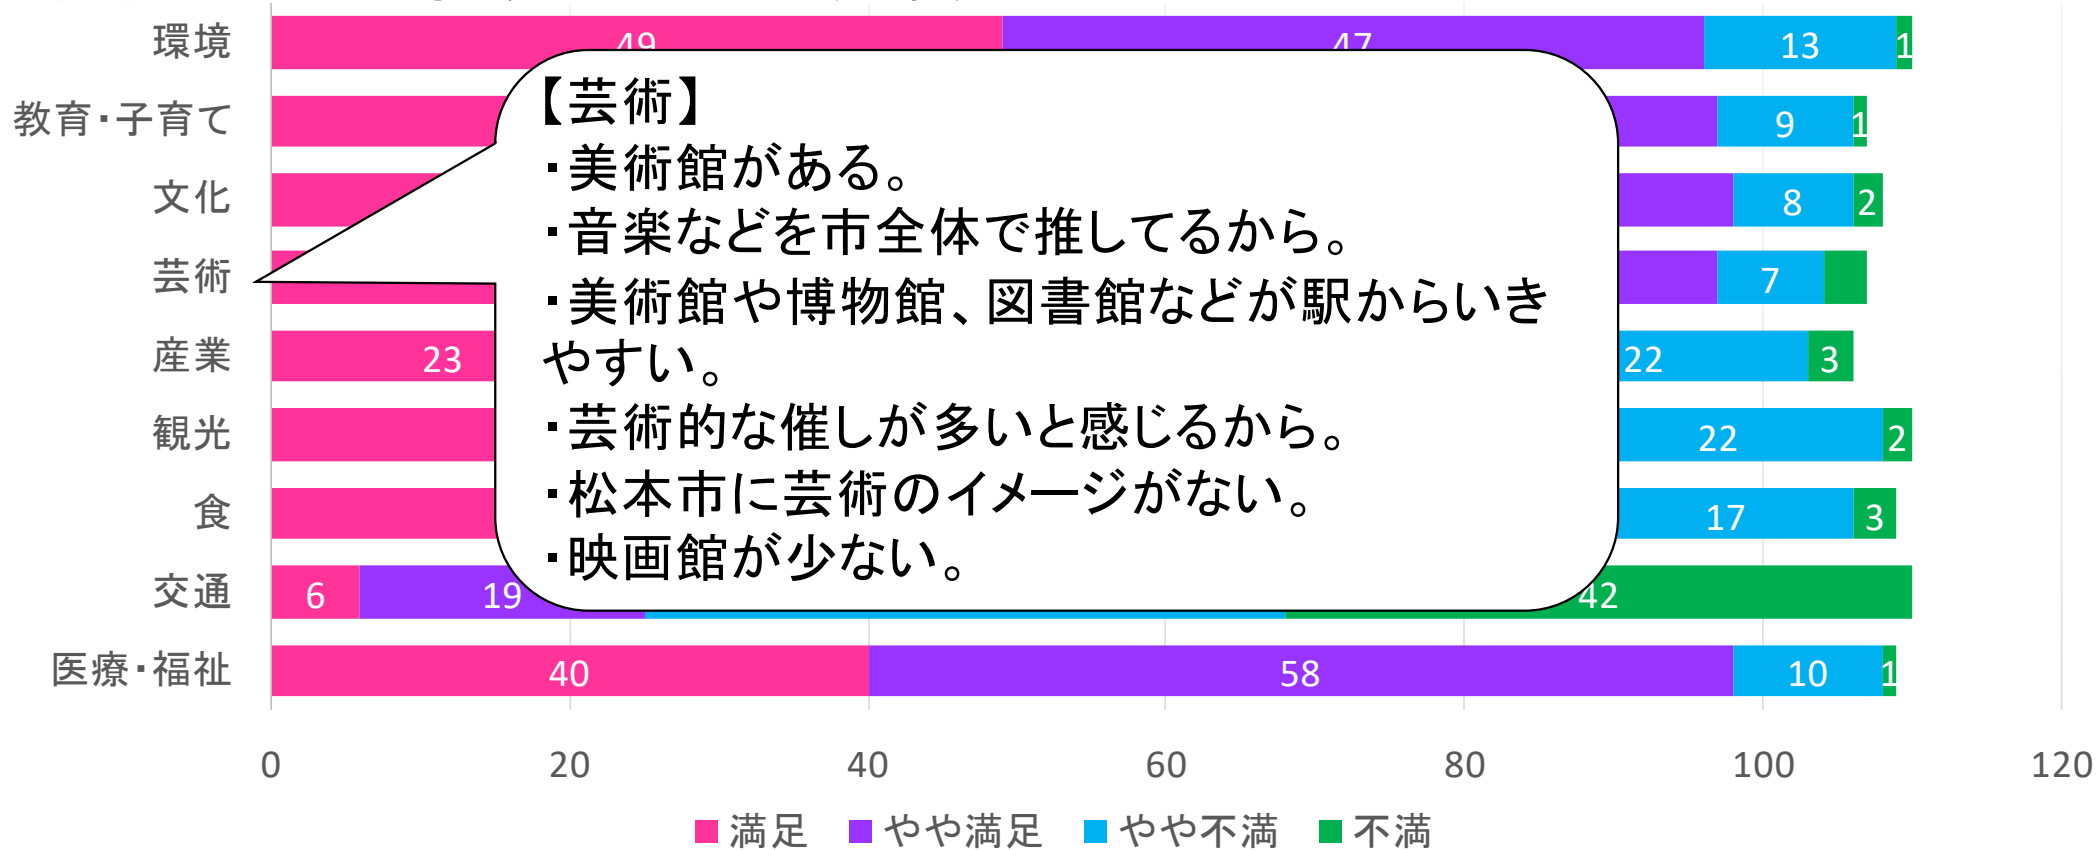 環境 49 47 13 1
教育・子育て 9 1
文化 8 2
芸術 7
産業 23 22 3
観光 22 2
食 17 3
交通 6 19 42
医療・福祉 40 58 10 1
【芸術】
・美術館がある。
・音楽などを市全体で推してるから。
・美術館や博物館、図書館などが駅からいき
やすい。
・芸術的な催しが多いと感じるから。
・松本市に芸術のイメージがない。
・映画館が少ない。
0 20 40 60 80 100 120
満足 やや満足 やや不満 不満